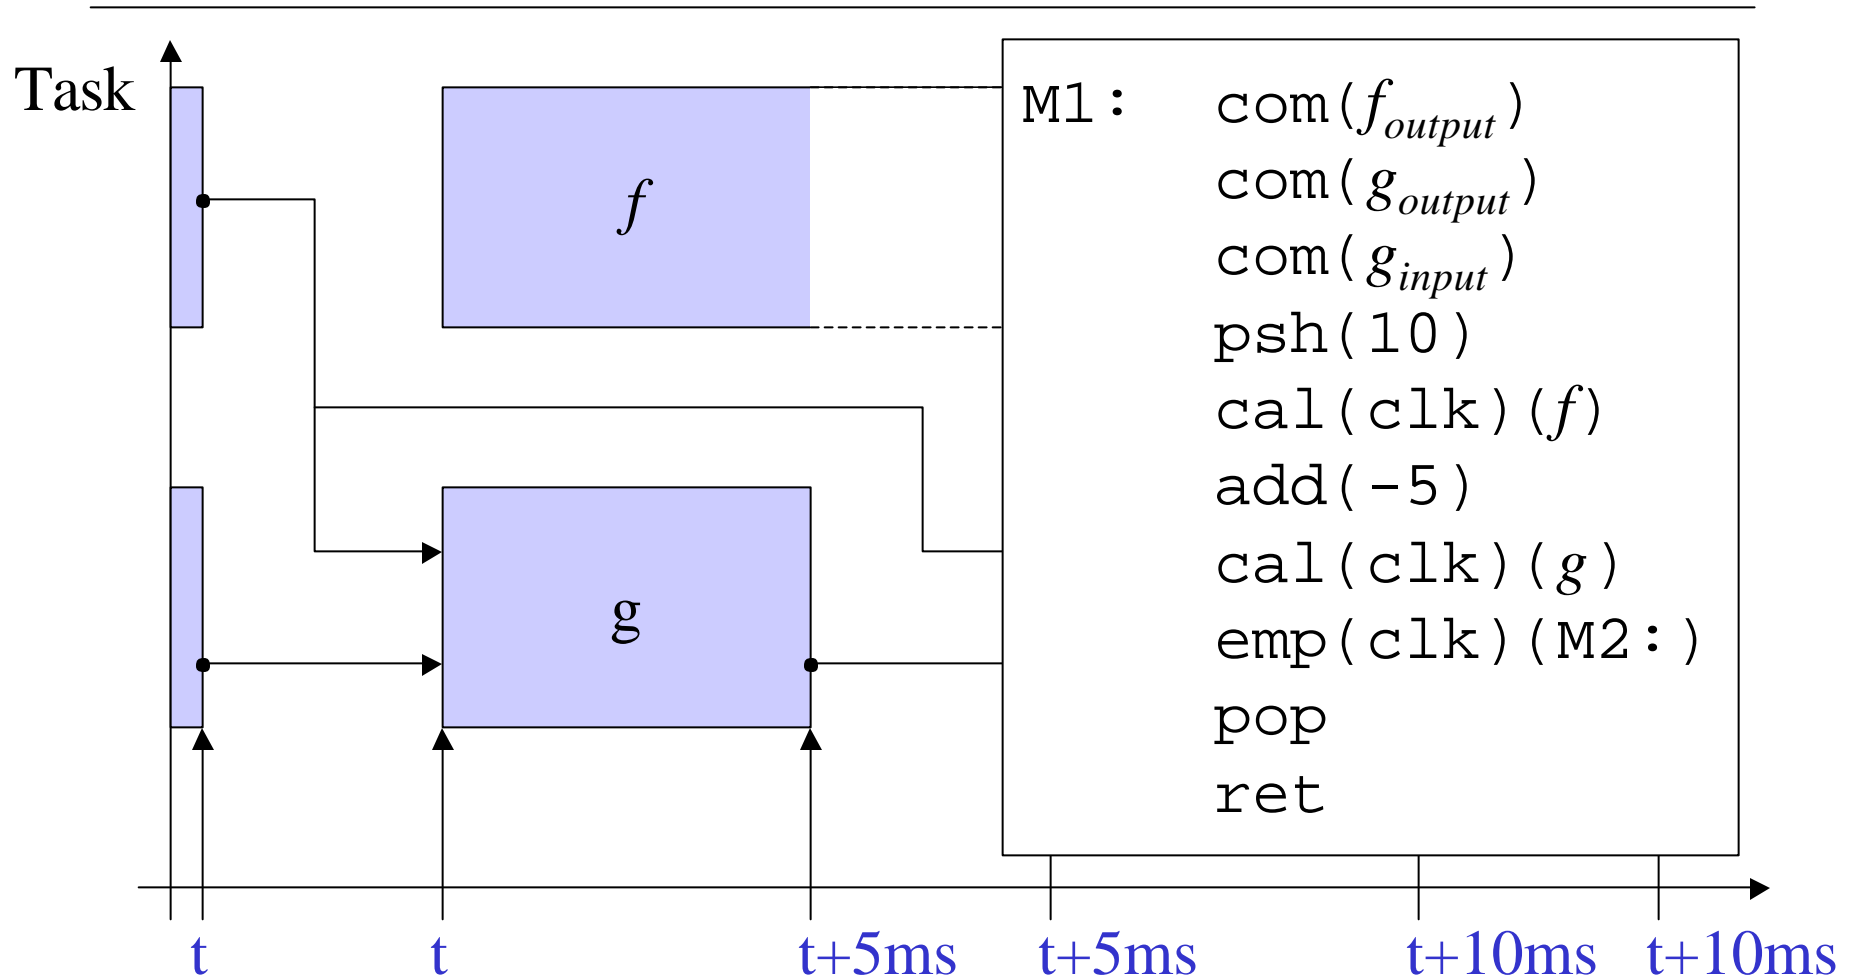 Task
f
g
M1: com(f_output)
com(g_output)
com(g_input)
psh(10)
cal(clk)(f)
add(-5)
cal(clk)(g)
emp(clk)(M2:)
pop
ret
t t t+5ms t+5ms t+10ms t+10ms